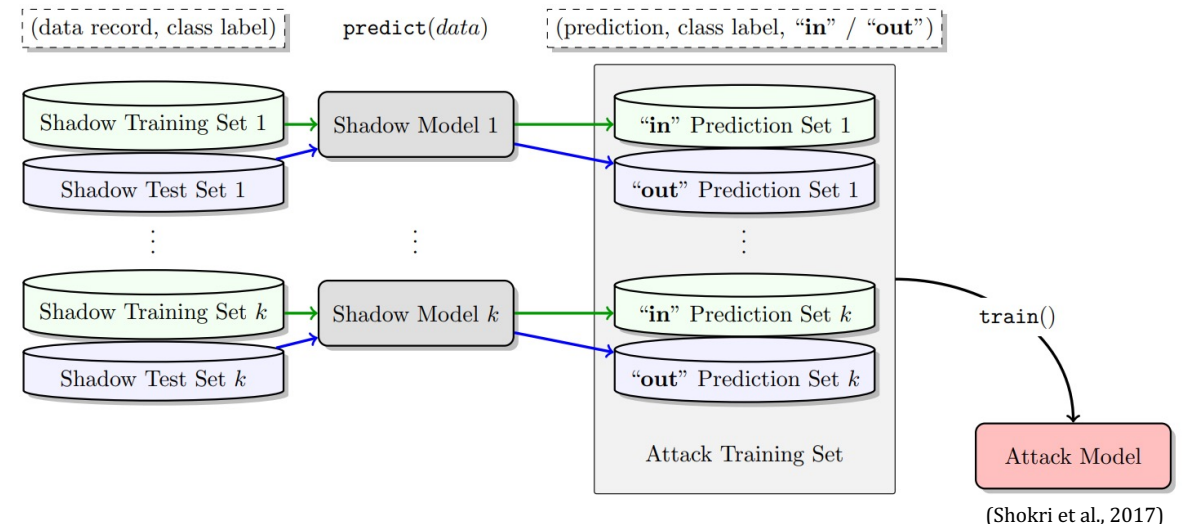 (data record, class label) predict(data) (prediction, class label, “in” / “out”)
Shadow Training Set 1 Shadow Model 1 “in” Prediction Set 1
Shadow Test Set 1 “out” Prediction Set 1
⋮ ⋮ ⋮
Shadow Training Set k Shadow Model k “in” Prediction Set k
train()
Shadow Test Set k “out” Prediction Set k
Attack Training Set Attack Model
(Shokri et al., 2017)